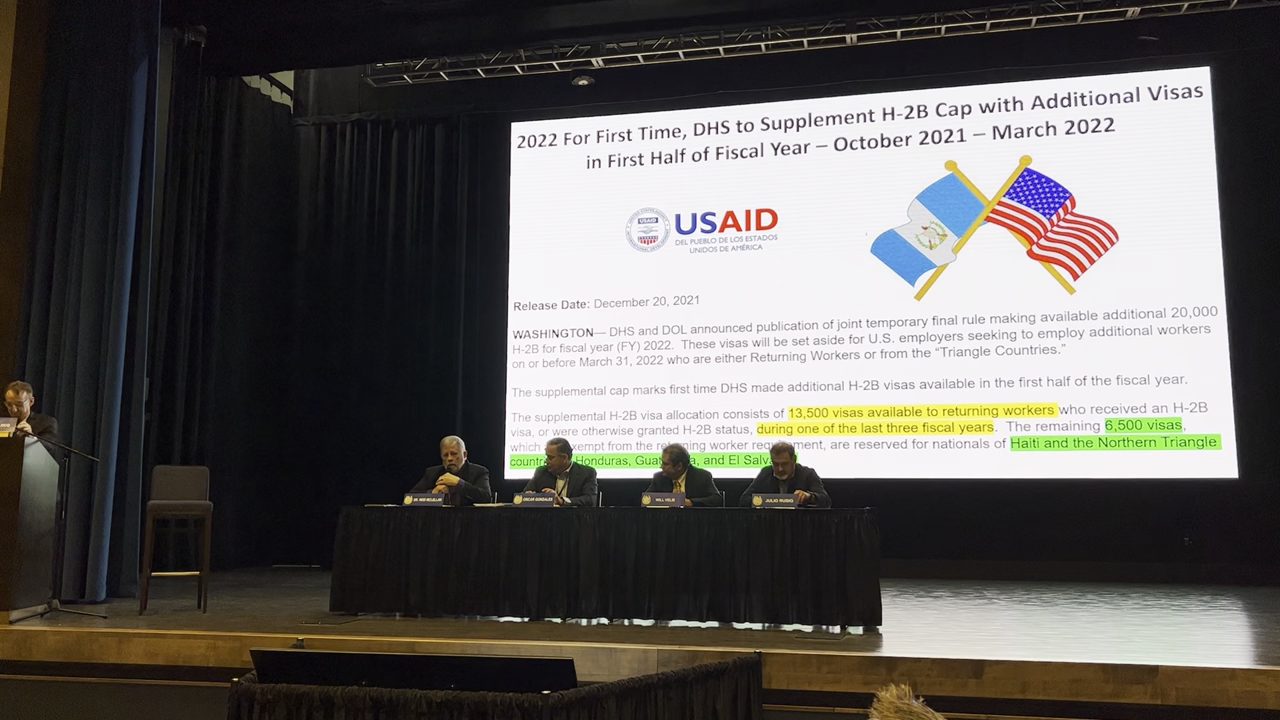 2022 For First Time, DHS to Supplement H-2B Cap with Additional Visas
in First Half of Fiscal Year – October 2021 – March 2022
USAID
USAID
DEL PUEBLO DE LOS ESTADOS
UNIDOS DE AMÉRICA
Release Date: December 20, 2021
WASHINGTON— DHS and DOL announced publication of joint temporary final rule making available additional 20,000
H-2B for fiscal year (FY) 2022. These visas will be set aside for U.S. employers seeking to employ additional workers
on or before March 31, 2022 who are either Returning Workers or from the “Triangle Countries.”
The supplemental cap marks first time DHS made additional H-2B visas available in the first half of the fiscal year.
The supplemental H-2B visa allocation consists of 13,500 visas available to returning workers who received an H-2B
visa, or were otherwise granted H-2B status, during one of the last three fiscal years. The remaining 6,500 visas,
which exempt from the returning worker requirement, are reserved for nationals of Haiti and the Northern Triangle
Honduras, and El
OSCAR GONZALES
JULIO RUBIO